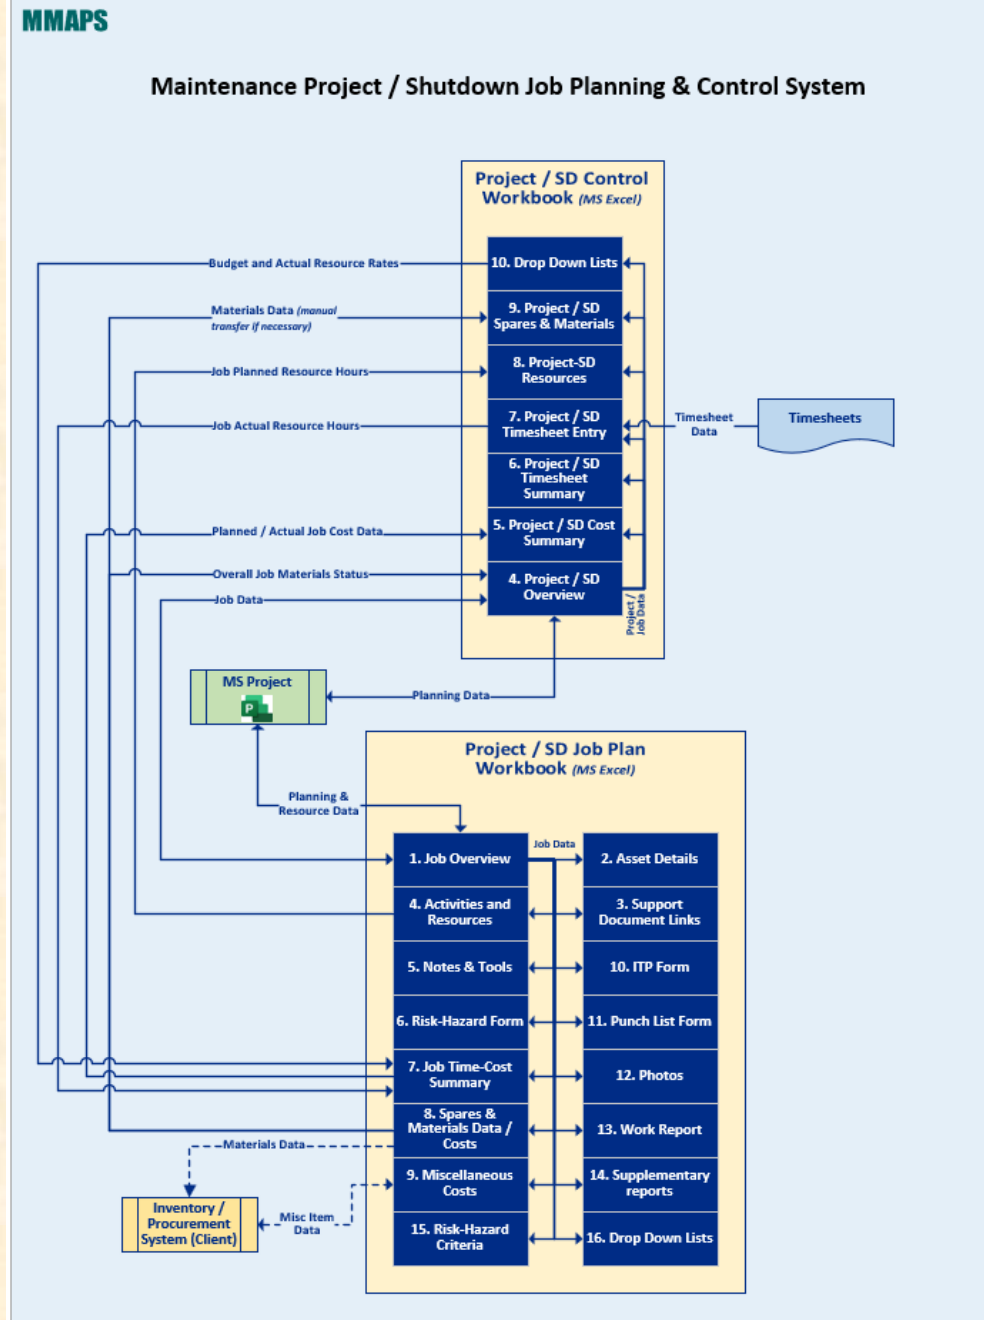 MMAPS
Maintenance Project / Shutdown Job Planning & Control System
Project / SD Control
Workbook (MS Excel)
Budget and Actual Resource Rates
10. Drop Down Lists
Materials Data (manual
transfer if necessary)
9. Project / SD
Spares & Materials
Job Planned Resource Hours
8. Project-SD
Resources
Job Actual Resource Hours
7. Project / SD
Timesheet Entry
Timesheet
Data
Timesheets
6. Project / SD
Timesheet
Summary
Planned / Actual Job Cost Data
5. Project / SD Cost
Summary
Overall Job Materials Status
4. Project / SD
Overview
Job Data
Project /
Job Data
MS Project
P
Planning Data
Project / SD Job Plan
Workbook (MS Excel)
Planning &
Resource Data
1. Job Overview
Job Data
2. Asset Details
4. Activities and
Resources
3. Support
Document Links
5. Notes & Tools
10. ITP Form
6. Risk-Hazard Form
11. Punch List Form
7. Job Time-Cost
Summary
12. Photos
8. Spares &
Materials Data /
Costs
13. Work Report
Materials Data
9. Miscellaneous
Costs
14. Supplementary
reports
Inventory /
Procurement
System (Client)
Misc Item
Data
15. Risk-Hazard
Criteria
16. Drop Down Lists